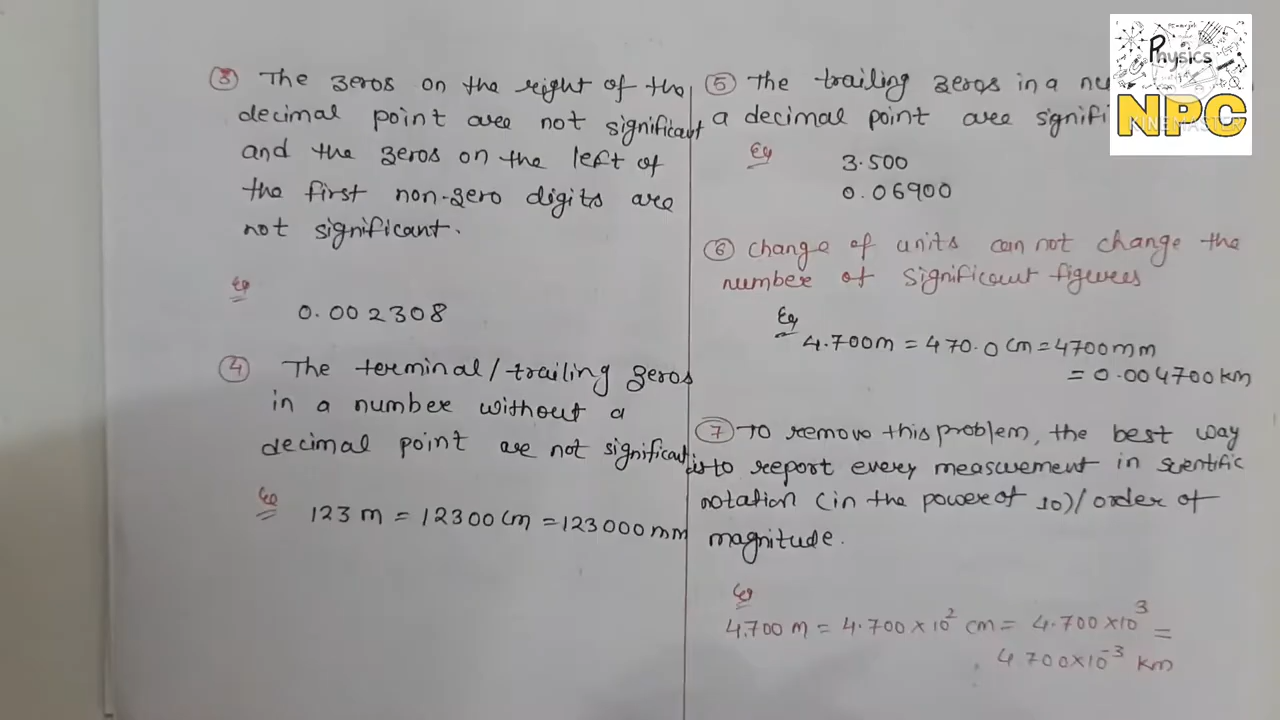 ③ The zeros on the right of the
decimal point are not significant
and the zeros on the left of
the first non-zero digits are
not significant.
Eg
0.002308
④ The terminal/trailing zeros
in a number without a
decimal point are not significant
Eg
123 m = 12300 cm = 123000 mm
⑤ The trailing zeros in a
a decimal point are
Eg
3.500
0.06900
⑥ Change of units can not change the
number of significant figures
Eg
4.700m = 470.0 cm = 4700 mm
= 0.004700 km
⑦ To remove this problem, the best way
is to report every measurement in scientific
notation (in the power of 10)/order of
magnitude.
Eg
4.700 m = 4.700 × 10² cm = 4.700 × 10³ =
4 700 × 10⁻³ km
Physics
NPC